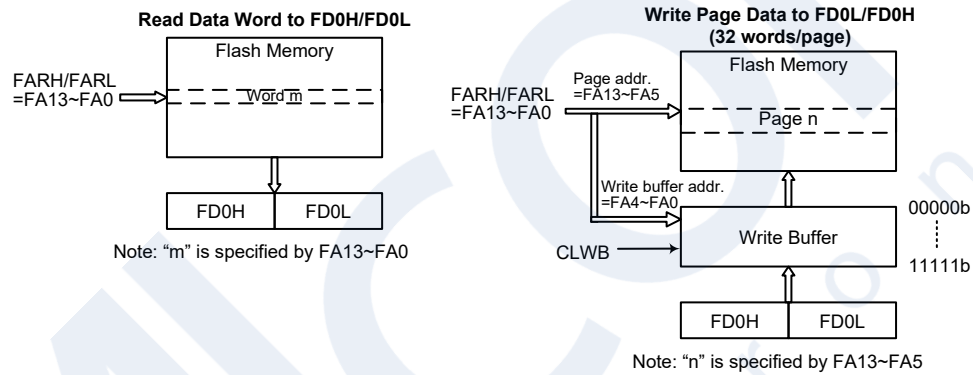 Read Data Word to FD0H/FD0L
Flash Memory
FARH/FARL
=FA13~FA0
Word m
FD0H
FD0L
Note: “m” is specified by FA13~FA0
Write Page Data to FD0L/FD0H
(32 words/page)
Flash Memory
FARH/FARL
=FA13~FA0
Page addr.
=FA13~FA5
Page n
Write buffer addr.
=FA4~FA0
CLWB
Write Buffer
00000b
11111b
FD0H
FD0L
Note: “n” is specified by FA13~FA5